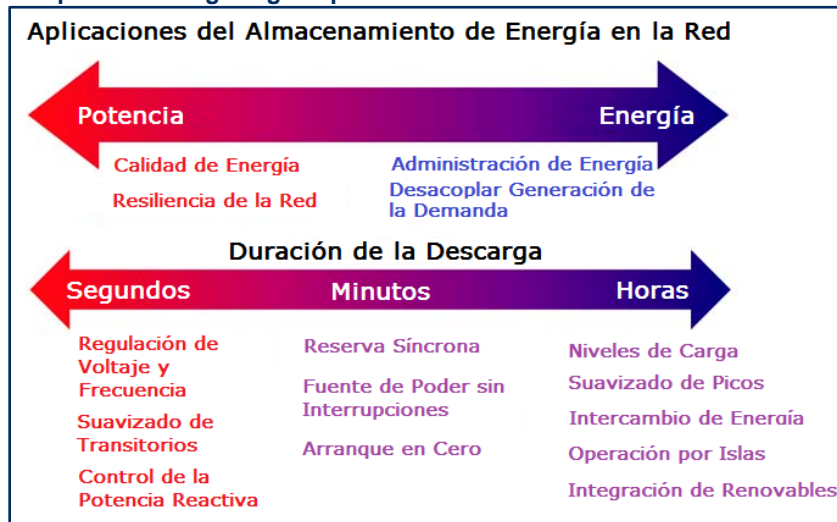 Aplicaciones del Almacenamiento de Energía en la Red
Potencia
Energía
Calidad de Energía
Resiliencia de la Red
Administración de Energía
Desacoplar Generación de
la Demanda
Duración de la Descarga
Segundos
Minutos
Horas
Regulación de
Voltaje y
Frecuencia
Suavizado de
Transitorios
Control de la
Potencia Reactiva
Reserva Síncrona
Fuente de Poder sin
Interrupciones
Arranque en Cero
Niveles de Carga
Suavizado de Picos
Intercambio de Energía
Operación por Islas
Integración de Renovables